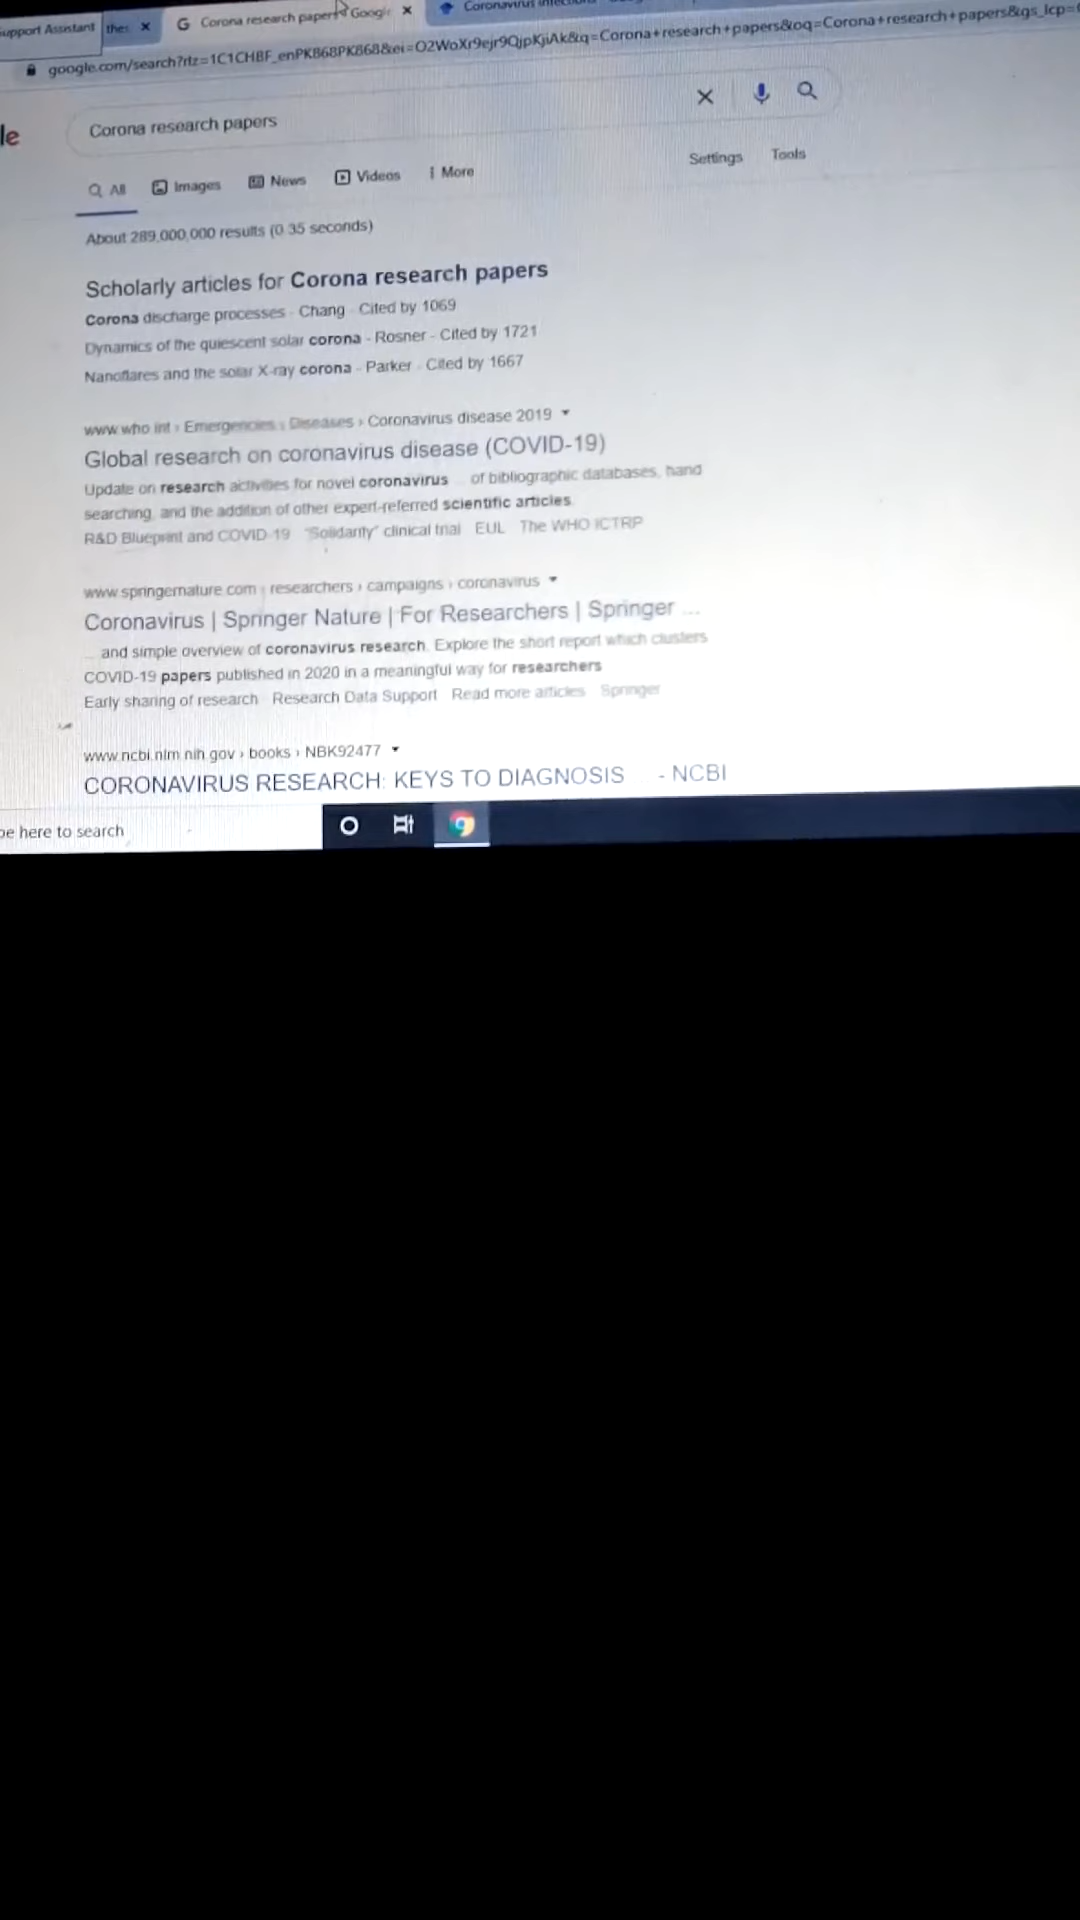 upport Assistant thes
Corona research papers Googl
google.com/search?rlz=1C1CHBF_enPK868PK868&ei=O2WoXr9ejr9QjpKjiAk&q=Corona+research+papers&oq=Corona+research+papers&gs_lcp=
le
Corona research papers
All Images News Videos More Settings Tools
About 289,000,000 results (0.35 seconds)
Scholarly articles for Corona research papers
Corona discharge processes - Chang - Cited by 1069
Dynamics of the quiescent solar corona - Rosner - Cited by 1721
Nanoflares and the solar X-ray corona - Parker - Cited by 1667
www.who.int › Emergencies › Diseases › Coronavirus disease 2019
Global research on coronavirus disease (COVID-19)
Update on research activities for novel coronavirus ... of bibliographic databases, hand
searching, and the addition of other expert-referred scientific articles.
R&D Blueprint and COVID-19 "Solidarity" clinical trial EUL The WHO ICTRP
www.springernature.com › researchers › campaigns › coronavirus
Coronavirus | Springer Nature | For Researchers | Springer ...
... and simple overview of coronavirus research. Explore the short report which clusters
COVID-19 papers published in 2020 in a meaningful way for researchers
Early sharing of research Research Data Support Read more articles Springer
www.ncbi.nlm.nih.gov › books › NBK92477
CORONAVIRUS RESEARCH: KEYS TO DIAGNOSIS ... - NCBI
pe here to search